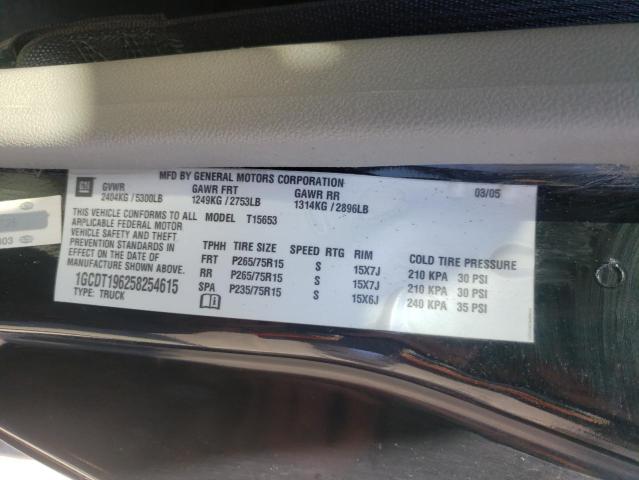 MFD BY GENERAL MOTORS CORPORATION 03/05
GM GVWR GAWR FRT GAWR RR
2404KG / 5300LB 1249KG / 2753LB 1314KG / 2896LB
THIS VEHICLE CONFORMS TO ALL MODEL T15653
APPLICABLE FEDERAL MOTOR
VEHICLE SAFETY AND THEFT
PREVENTION STANDARDS IN
EFFECT ON THE DATE OF
MANUFACTURE SHOWN ABOVE.
1GCDT196258254615
TYPE: TRUCK
TPHH TIRE SIZE SPEED RTG RIM COLD TIRE PRESSURE
FRT P265/75R15 S 15X7J 210 KPA 30 PSI
RR P265/75R15 S 15X7J 210 KPA 30 PSI
SPA P235/75R15 S 15X6J 240 KPA 35 PSI